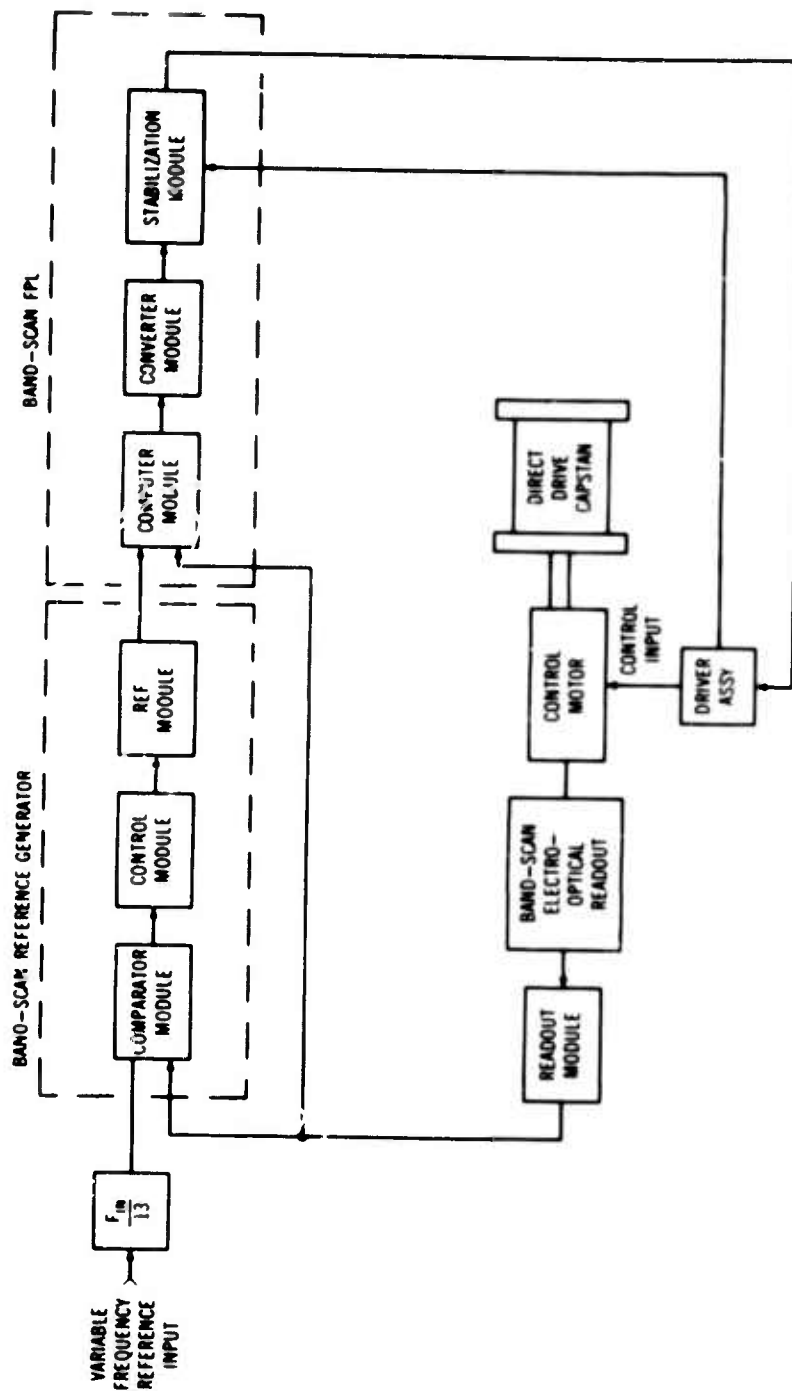 BAND-SCAN REFERENCE GENERATOR
BAND-SCAN FPL
VARIABLE
FREQUENCY
REFERENCE
INPUT
F IN
13
COMPARATOR
MODULE
CONTROL
MODULE
REF
MODULE
COMPUTER
MODULE
CONVERTER
MODULE
STABILIZATION
MODULE
READOUT
MODULE
BAND-SCAN
ELECTRO-
OPTICAL
READOUT
CONTROL
MOTOR
DIRECT
DRIVE
CAPSTAN
CONTROL
INPUT
DRIVER
ASSY